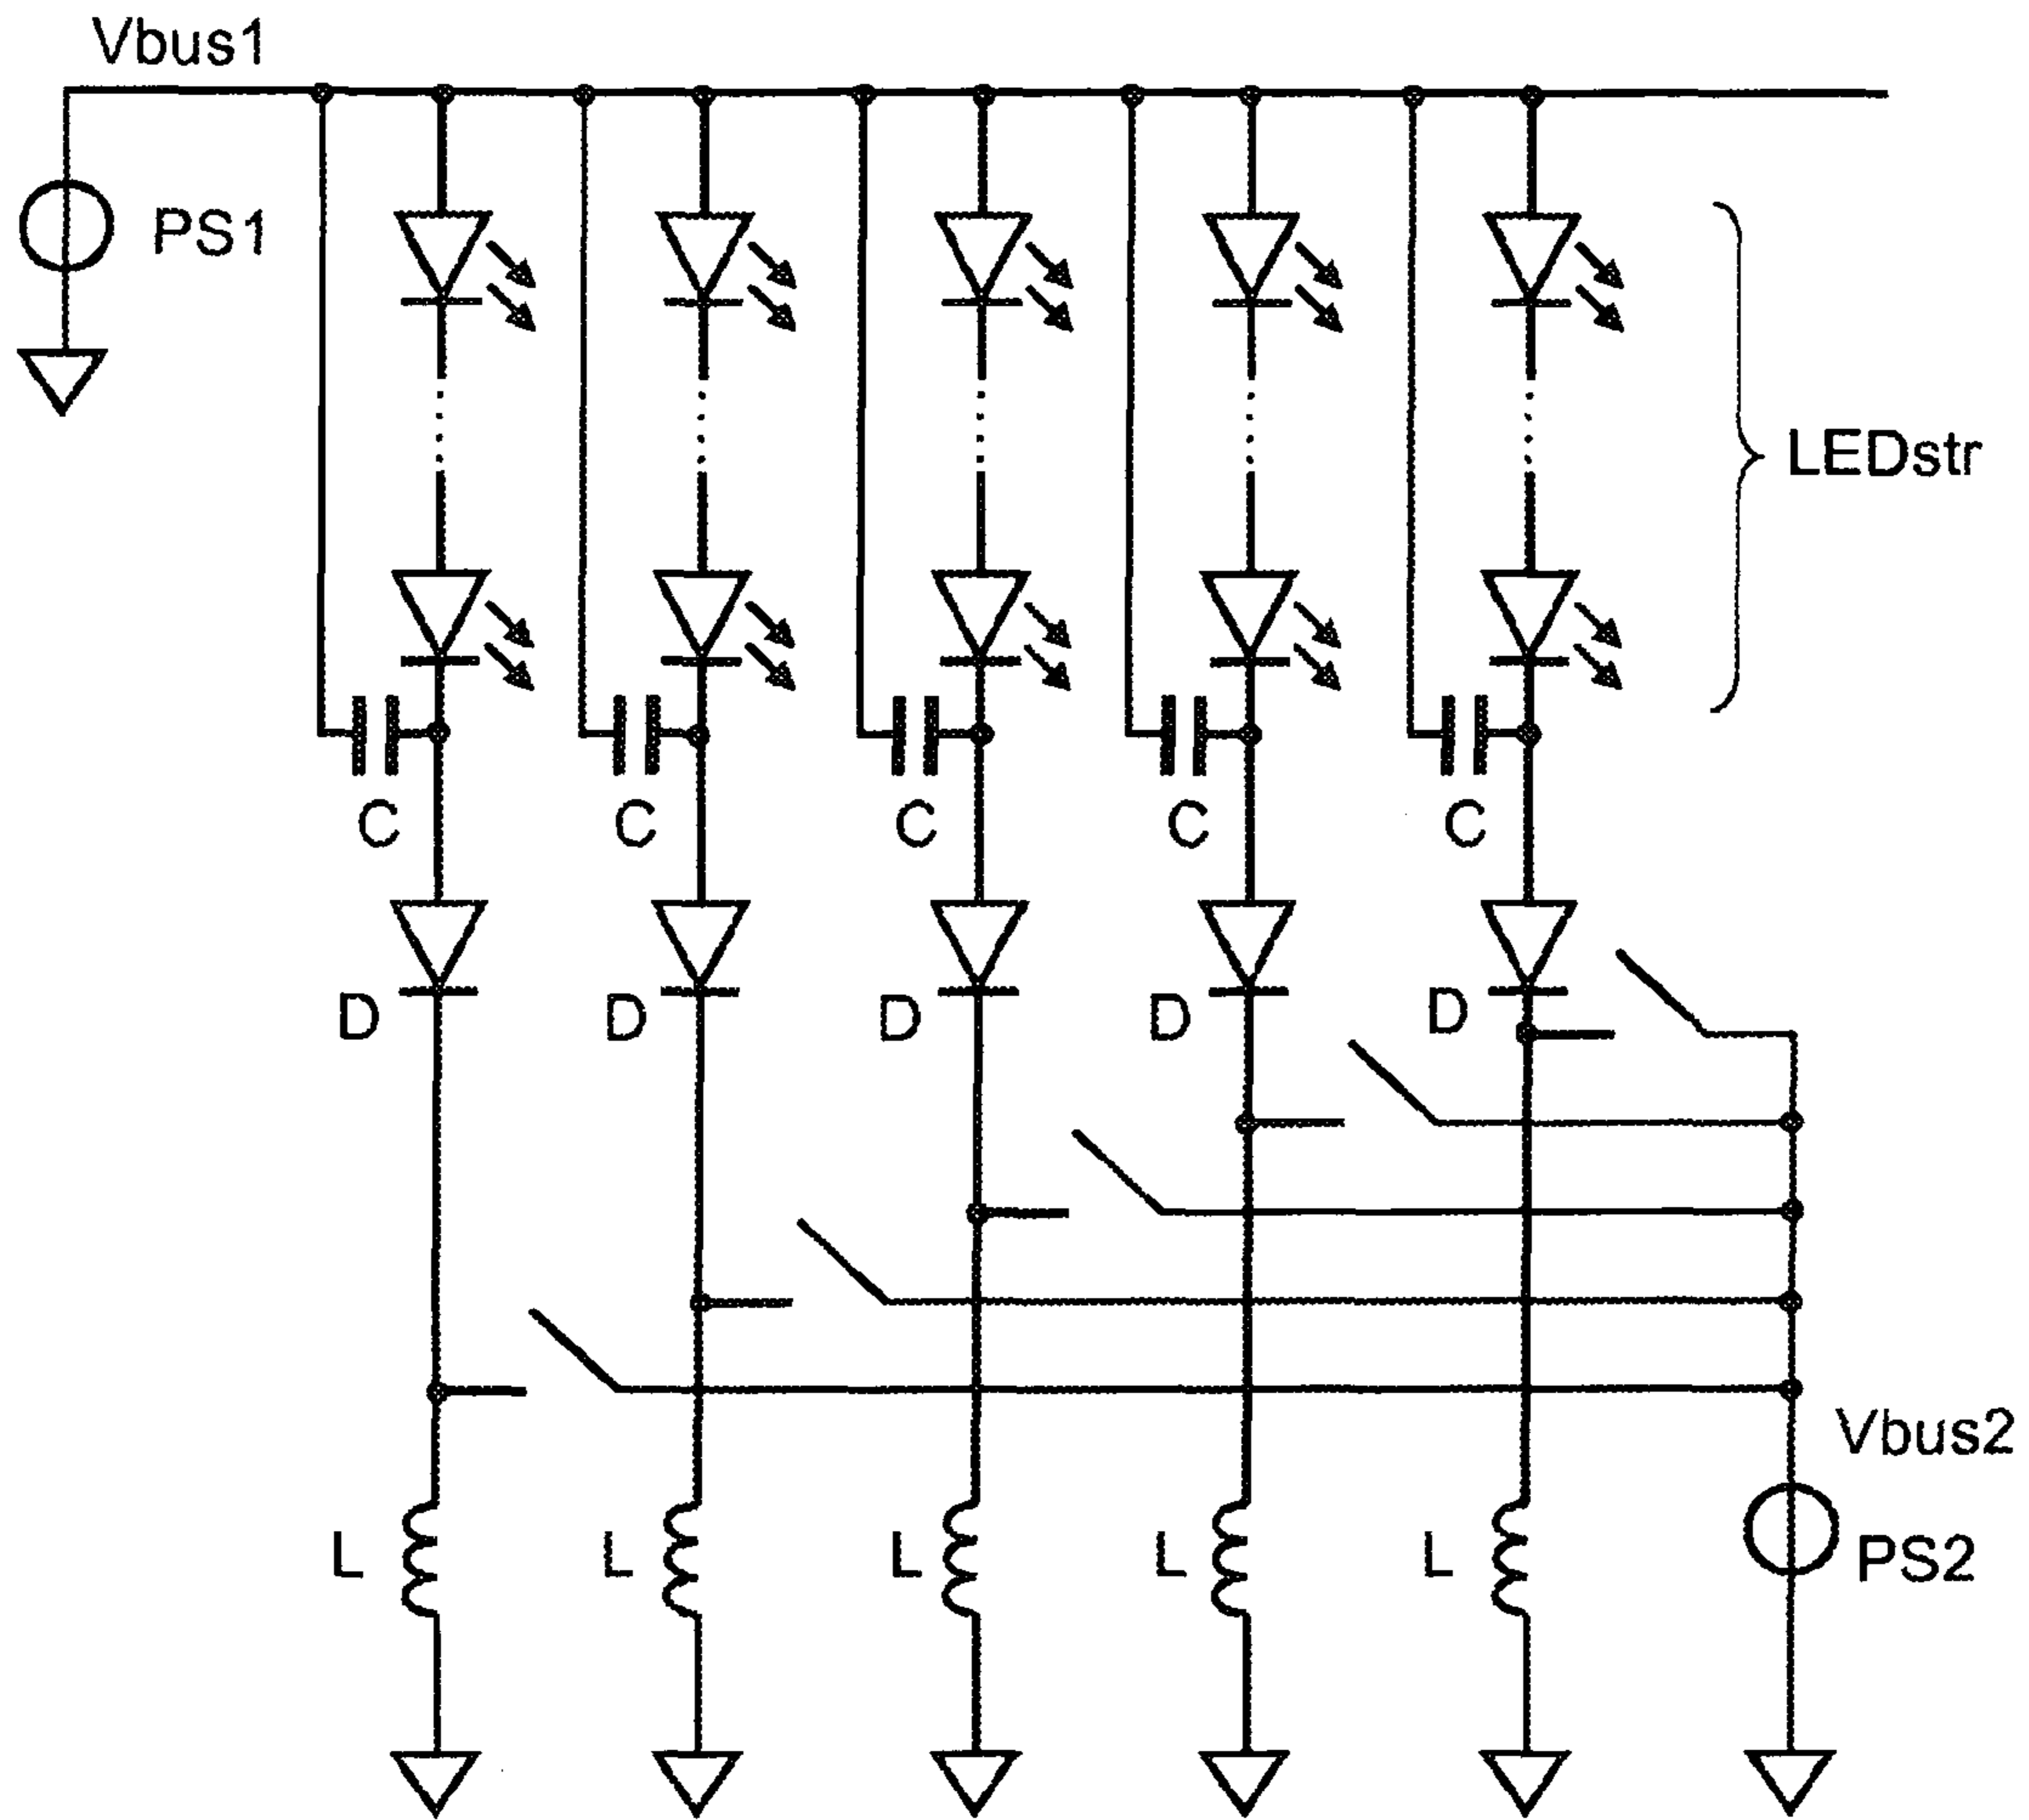 Vbus1
PS1
LEDstr
C C C C C
D D D D D
Vbus2
L L L L L PS2